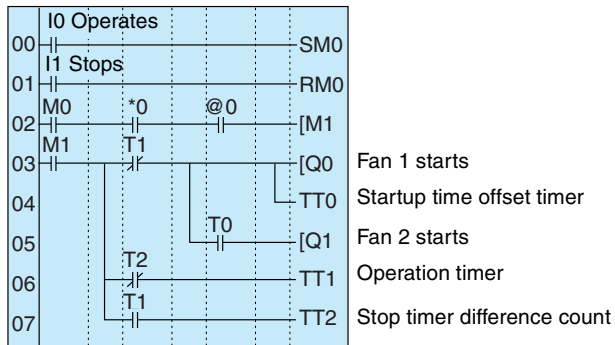 I0 Operates
00 SM0
I1 Stops
01 RM0
M0 *0 @0
02 [M1
M1 T1
03 [Q0 Fan 1 starts
04 TT0 Startup time offset timer
T0
05 [Q1 Fan 2 starts
T2
06 TT1 Operation timer
T1
07 TT2 Stop timer difference count